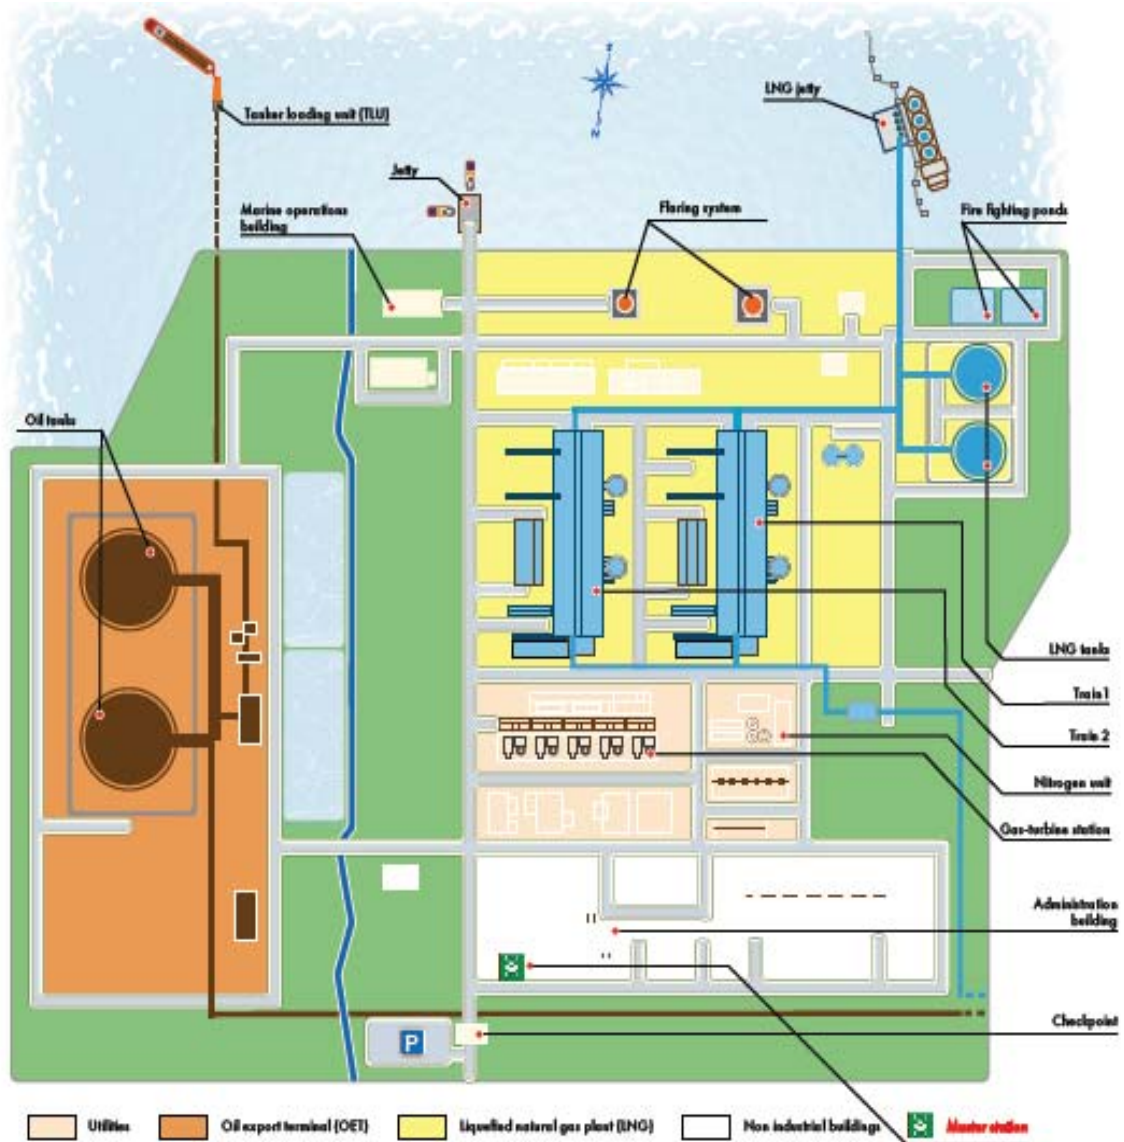 Tanker loading unit (TLU)
LNG jetty
Jetty
Marine operations
building
Flaring system
Fire fighting ponds
Oil tanks
LNG tanks
Train 1
Train 2
Nitrogen unit
Gas-turbine station
Administration
building
Checkpoint
P
Utilities
Oil export terminal (OET)
Liquefied natural gas plant (LNG)
Non industrial buildings
Muster station